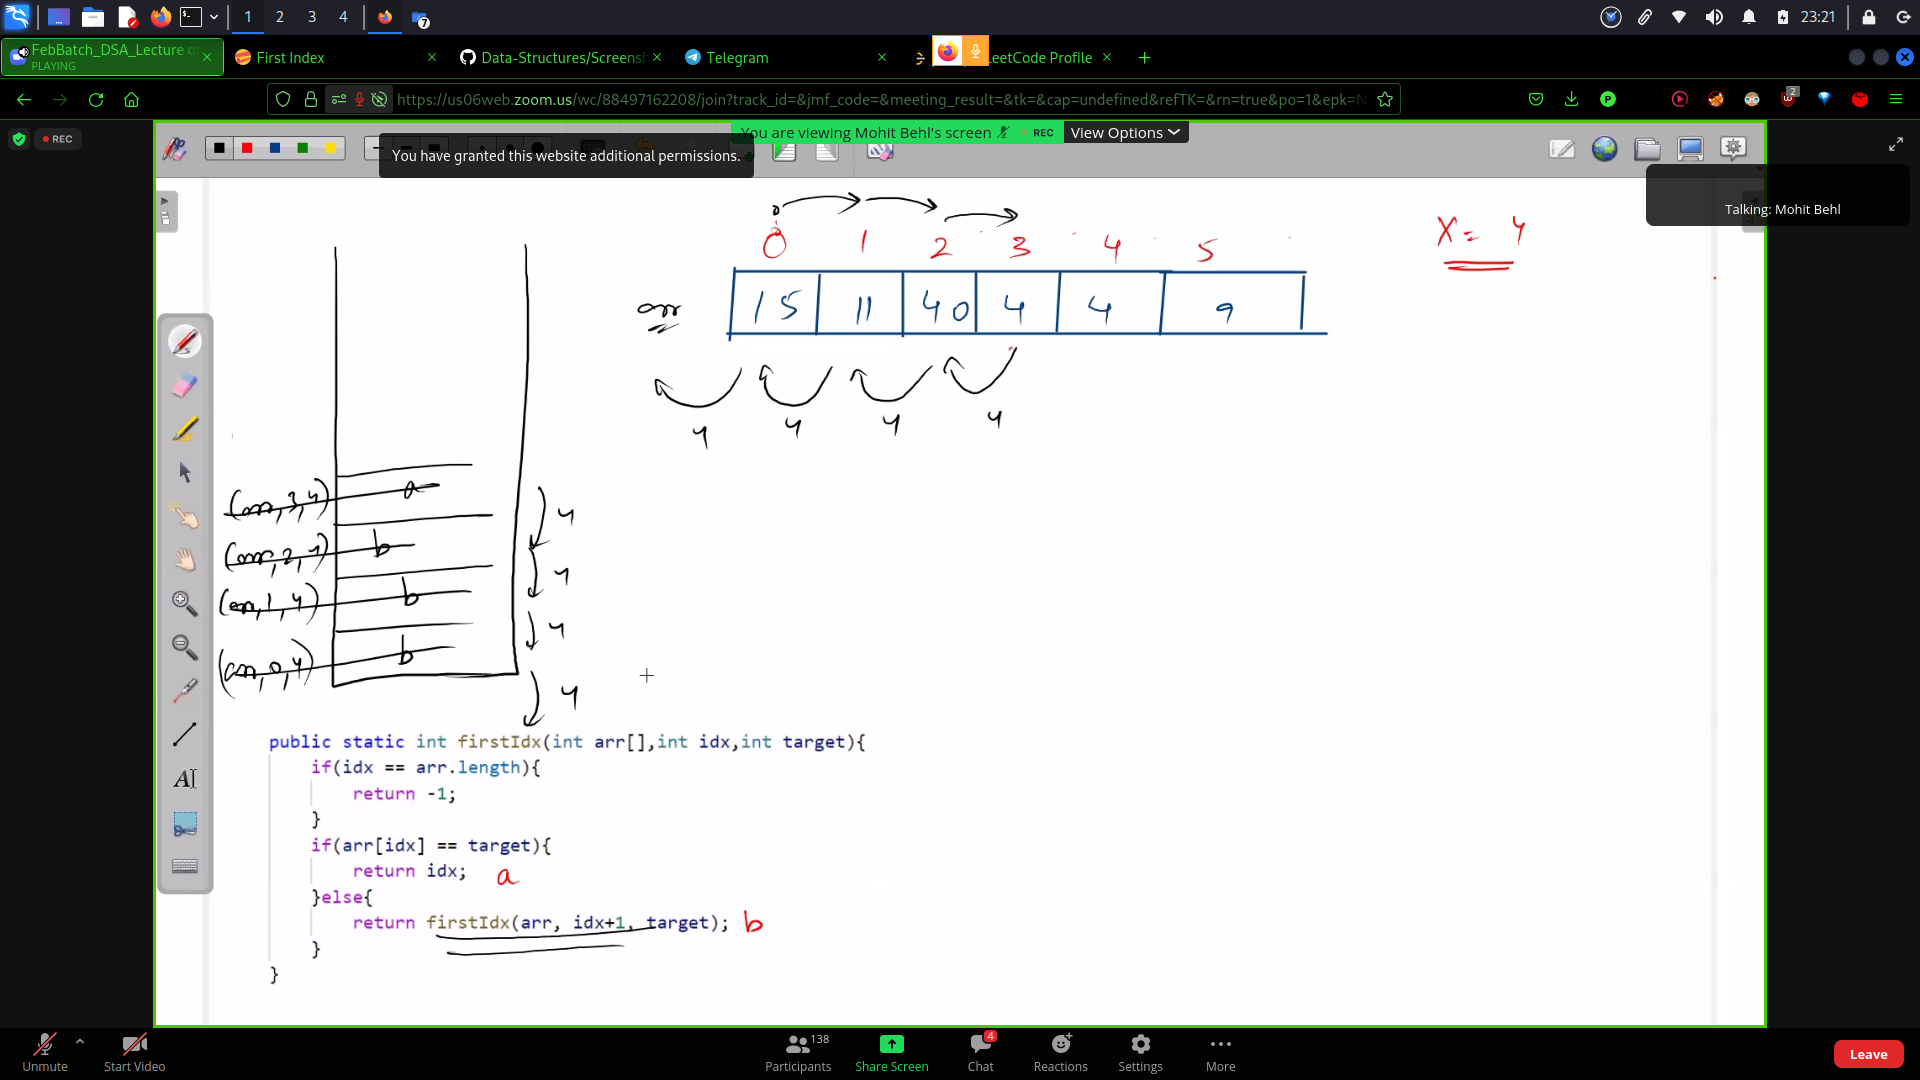 1 2 3 4 7 23:21
FebBatch_DSA_Lecture o
PLAYING
First Index
Data-Structures/Screensh
Telegram
LeetCode Profile
https://us06web.zoom.us/wc/88497162208/join?track_id=&jmf_code=&meeting_result=&tk=&cap=undefined&refTK=&rn=true&po=1&epk=N
2
REC
You are viewing Mohit Behl's screen REC View Options
You have granted this website additional permissions.
Talking: Mohit Behl
X = 4
0 1 2 3 4 5
arr 15 11 40 4 4 9
4 4 4 4
(arr,3,4) a 4
(arr,2,4) b 4
(arr,1,4) b 4
(arr,0,4) b 4
public static int firstIdx(int arr[],int idx,int target){
if(idx == arr.length){
return -1;
}
if(arr[idx] == target){
return idx; a
}else{
return firstIdx(arr, idx+1, target); b
}
}
A
Unmute
Start Video
Participants 138
Share Screen
Chat 4
Reactions
Settings
More
Leave